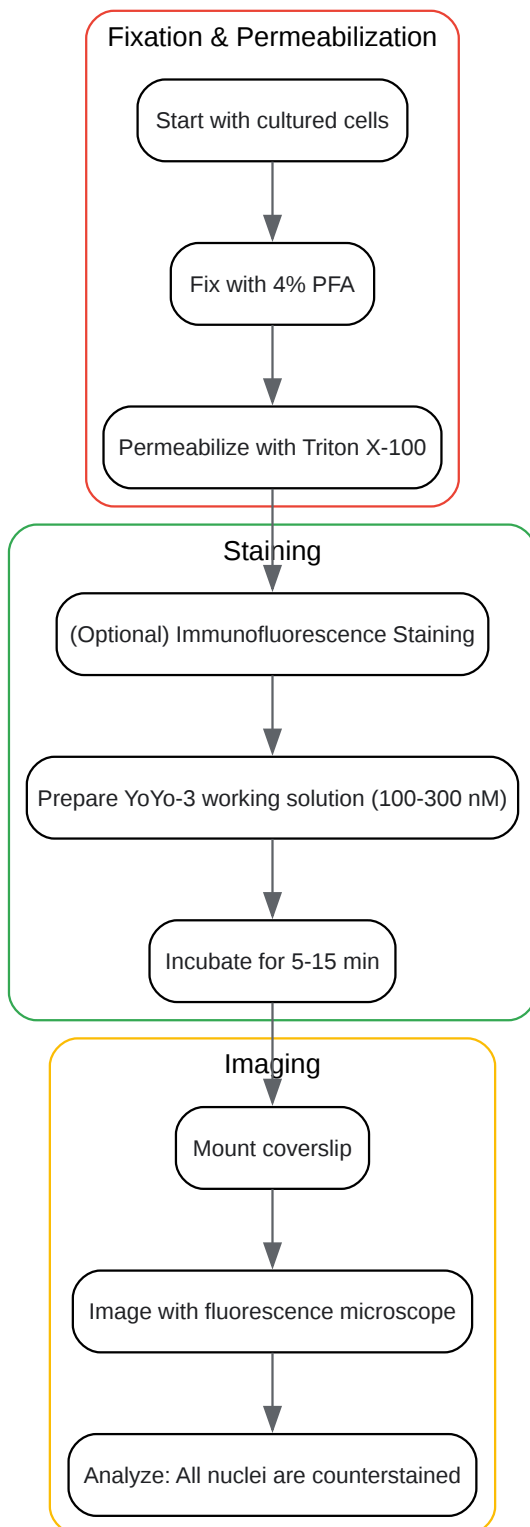 Fixation & Permeabilization
Start with cultured cells
Fix with 4% PFA
Permeabilize with Triton X-100
Staining
(Optional) Immunofluorescence Staining
Prepare YoYo-3 working solution (100-300 nM)
Incubate for 5-15 min
Imaging
Mount coverslip
Image with fluorescence microscope
Analyze: All nuclei are counterstained